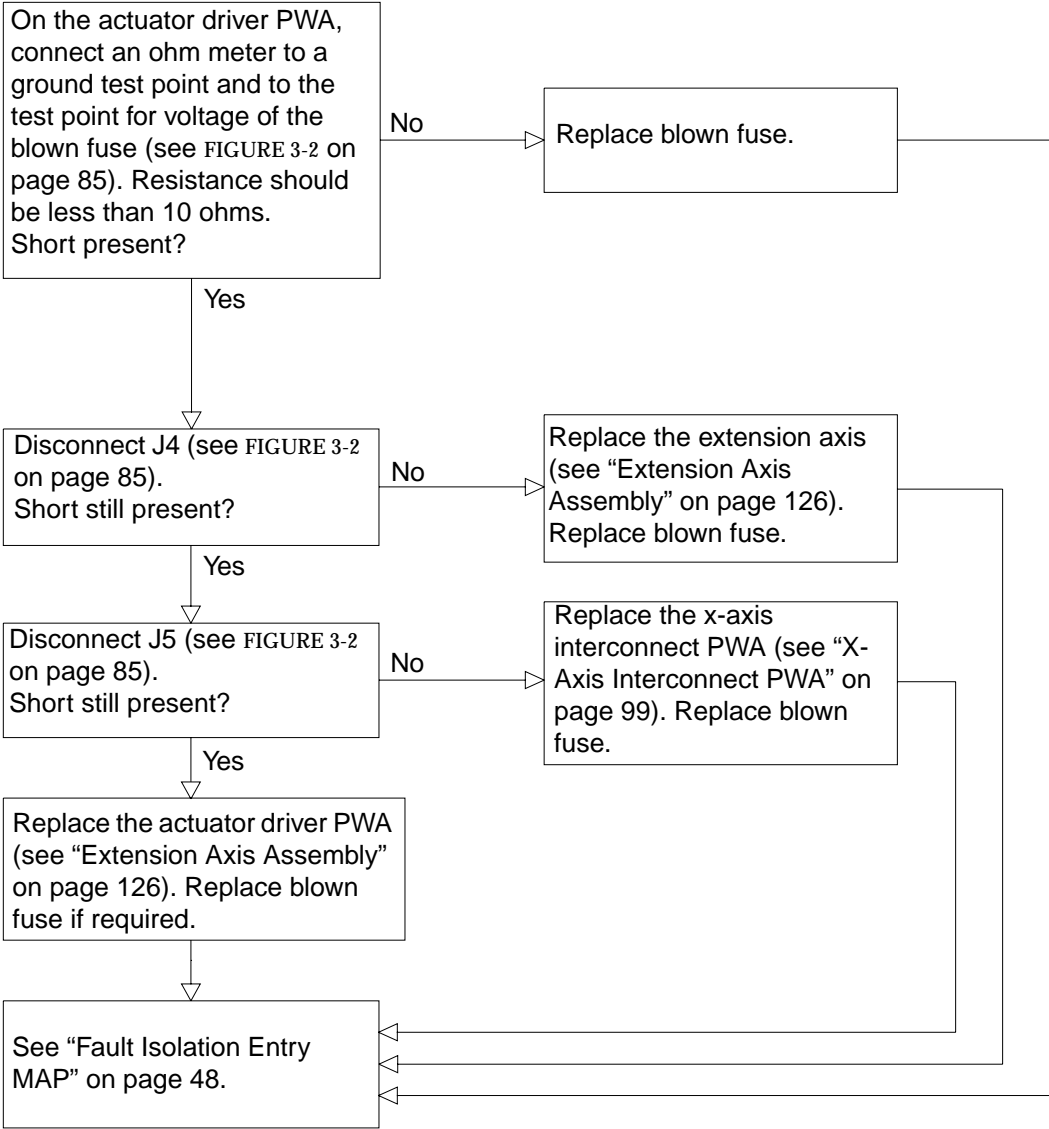 On the actuator driver PWA,
connect an ohm meter to a
ground test point and to the
test point for voltage of the
blown fuse (see FIGURE 3-2 on
page 85). Resistance should
be less than 10 ohms.
Short present?
No
Replace blown fuse.
Yes
Disconnect J4 (see FIGURE 3-2
on page 85).
Short still present?
No
Replace the extension axis
(see “Extension Axis
Assembly” on page 126).
Replace blown fuse.
Yes
Disconnect J5 (see FIGURE 3-2
on page 85).
Short still present?
No
Replace the x-axis
interconnect PWA (see “X-
Axis Interconnect PWA” on
page 99). Replace blown
fuse.
Yes
Replace the actuator driver PWA
(see “Extension Axis Assembly”
on page 126). Replace blown
fuse if required.
See “Fault Isolation Entry
MAP” on page 48.